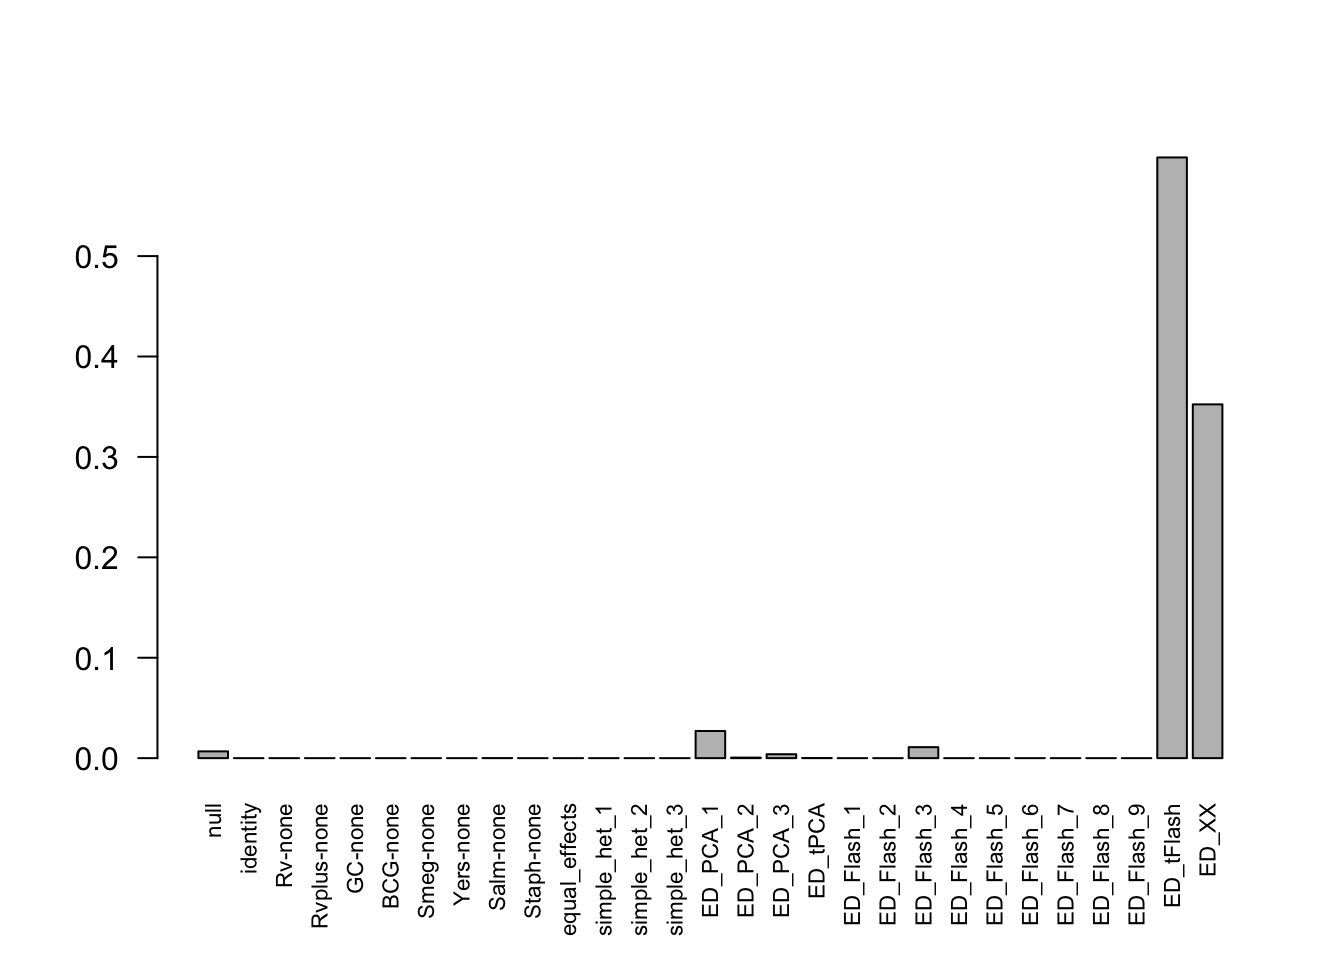 0.5
0.4
0.3
0.2
0.1
0.0
null
identity
Rv-none
Rvplus-none
GC-none
BCG-none
Smeg-none
Yers-none
Salm-none
Staph-none
equal_effects
simple_het_1
simple_het_2
simple_het_3
ED_PCA_1
ED_PCA_2
ED_PCA_3
ED_tPCA
ED_Flash_1
ED_Flash_2
ED_Flash_3
ED_Flash_4
ED_Flash_5
ED_Flash_6
ED_Flash_7
ED_Flash_8
ED_Flash_9
ED_tFlash
ED_XX